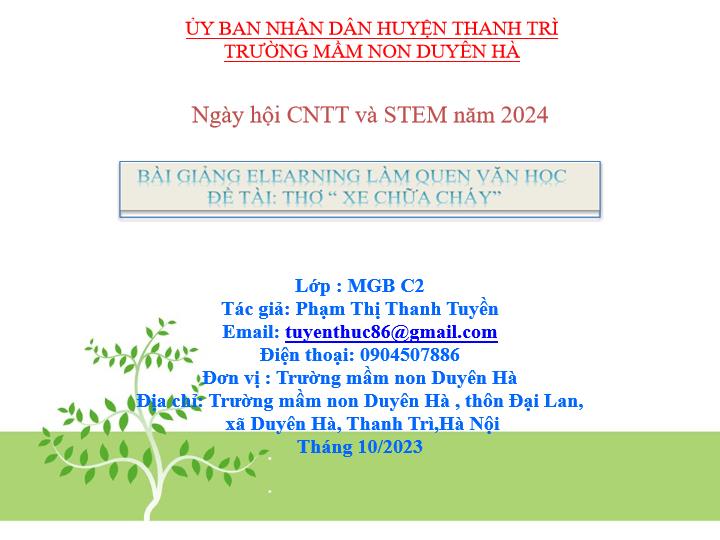 ỦY BAN NHÂN DÂN HUYỆN THANH TRÌ
TRƯỜNG MẦM NON DUYÊN HÀ
Ngày hội CNTT và STEM năm 2024
BÀI GIẢNG ELEARNING LÀM QUEN VĂN HỌC
ĐỀ TÀI: THƠ “ XE CHỮA CHÁY”
Lớp : MGB C2
Tác giả: Phạm Thị Thanh Tuyền
Email: tuyenthuc86@gmail.com
Điện thoại: 0904507886
Đơn vị : Trường mầm non Duyên Hà
Địa chỉ: Trường mầm non Duyên Hà , thôn Đại Lan,
xã Duyên Hà, Thanh Trì,Hà Nội
Tháng 10/2023